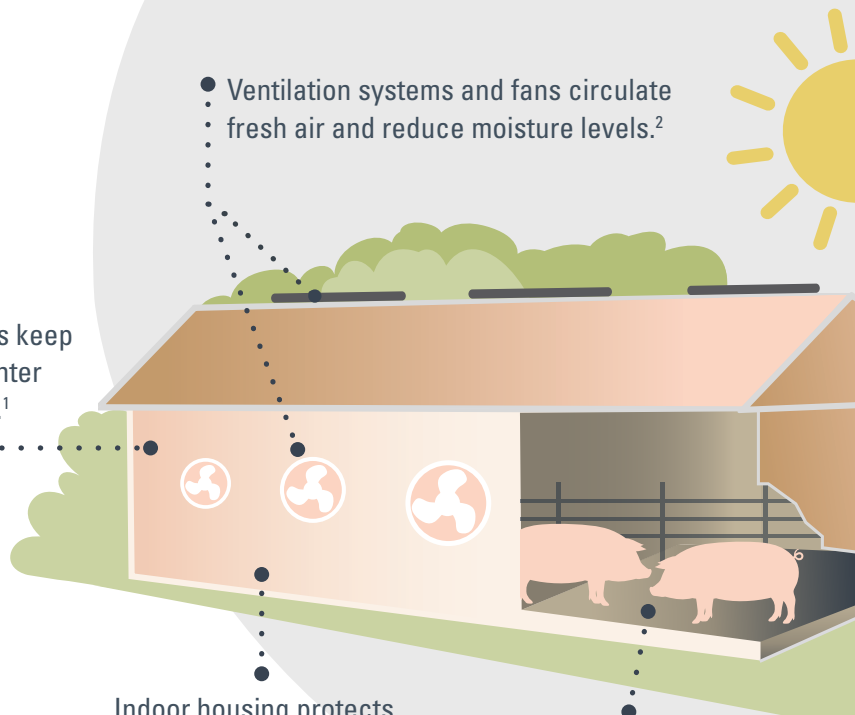 Ventilation systems and fans circulate
fresh air and reduce moisture levels.²
s keep
nter
.¹
Indoor housing protects